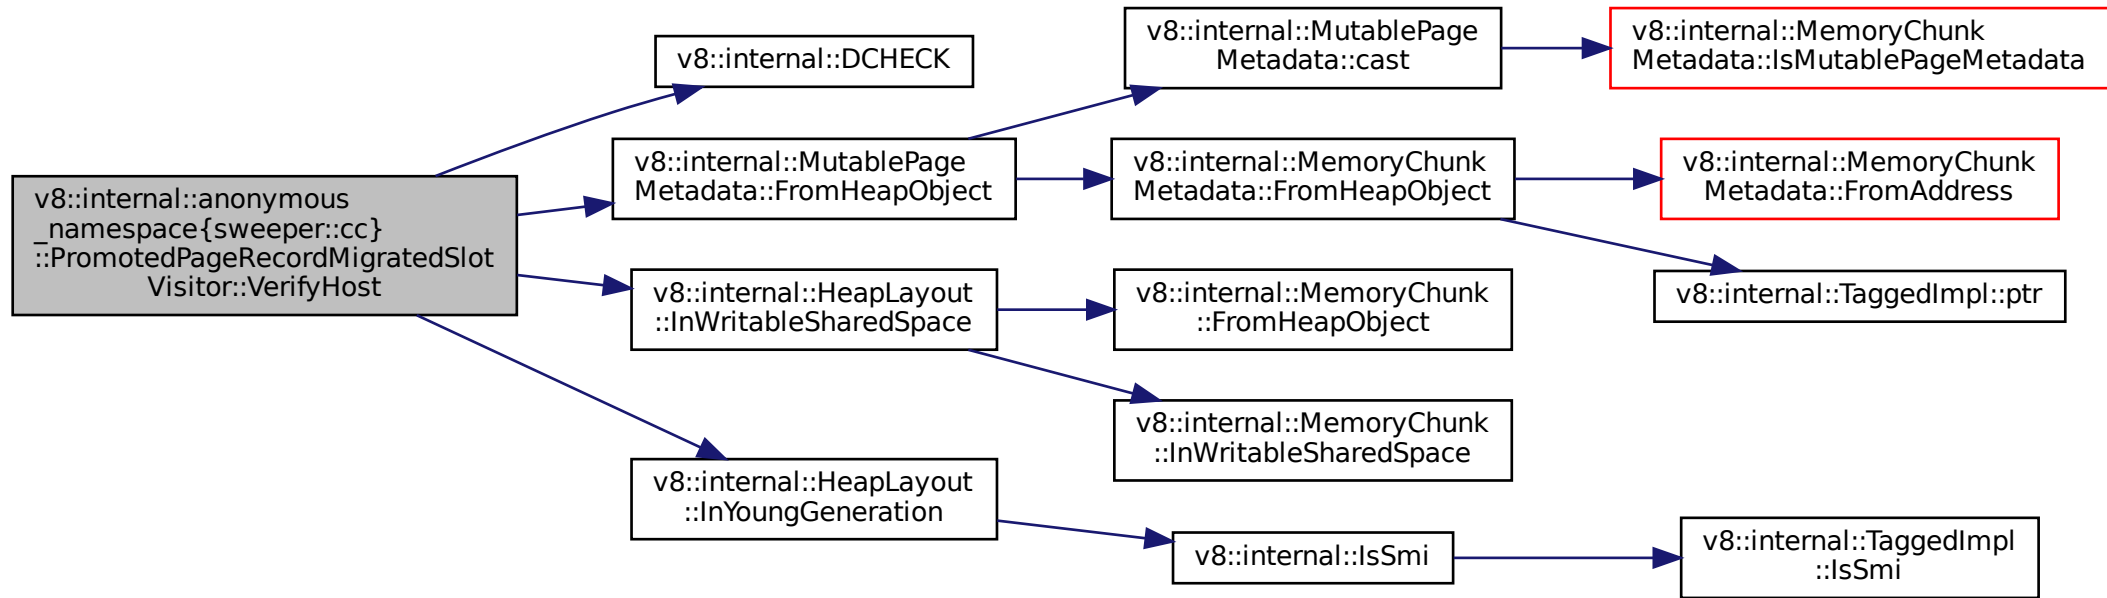 v8::internal::anonymous
_namespace{sweeper::cc}
::PromotedPageRecordMigratedSlot
Visitor::VerifyHost
v8::internal::DCHECK
v8::internal::MutablePage
Metadata::FromHeapObject
v8::internal::HeapLayout
::InWritableSharedSpace
v8::internal::HeapLayout
::InYoungGeneration
v8::internal::MutablePage
Metadata::cast
v8::internal::MemoryChunk
Metadata::FromHeapObject
v8::internal::MemoryChunk
::FromHeapObject
v8::internal::MemoryChunk
::InWritableSharedSpace
v8::internal::IsSmi
v8::internal::MemoryChunk
Metadata::IsMutablePageMetadata
v8::internal::MemoryChunk
Metadata::FromAddress
v8::internal::TaggedImpl::ptr
v8::internal::TaggedImpl
::IsSmi